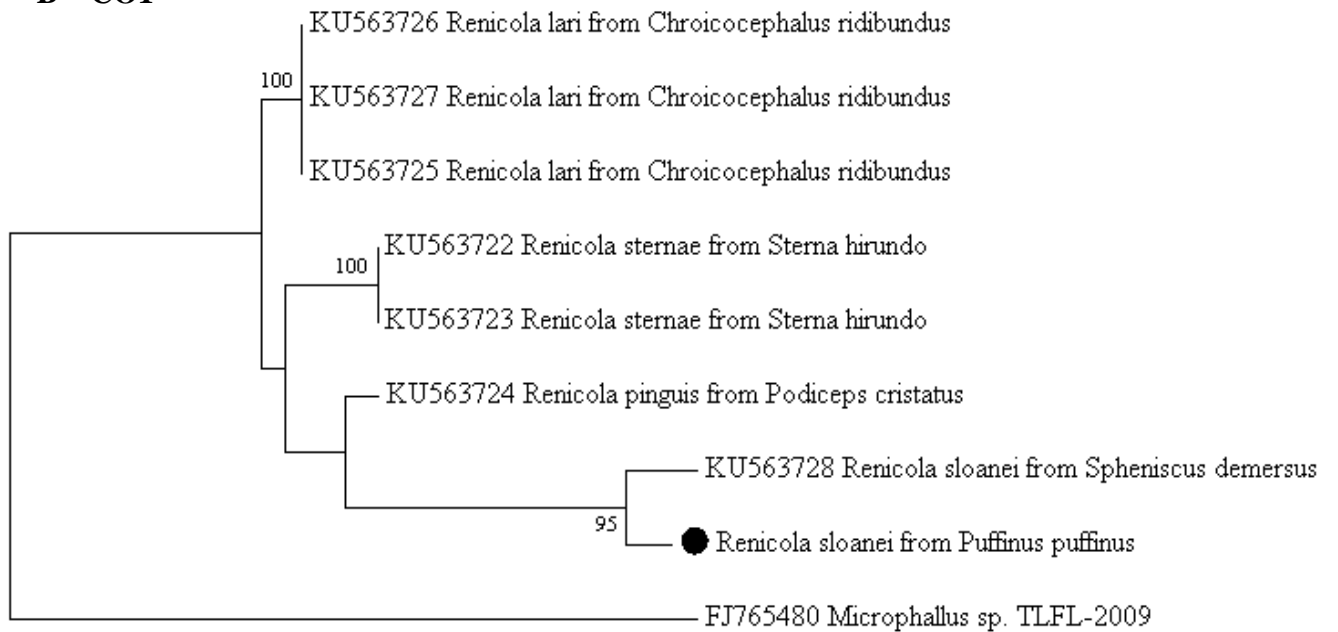 KU563726 Renicola lari from Chroicocephalus ridibundus
100
KU563727 Renicola lari from Chroicocephalus ridibundus
KU563725 Renicola lari from Chroicocephalus ridibundus
KU563722 Renicola sternae from Sterna hirundo
100
KU563723 Renicola sternae from Sterna hirundo
KU563724 Renicola pinguis from Podiceps cristatus
KU563728 Renicola sloanei from Spheniscus demersus
95
Renicola sloanei from Puffinus puffinus
FJ765480 Microphallus sp. TLFL-2009